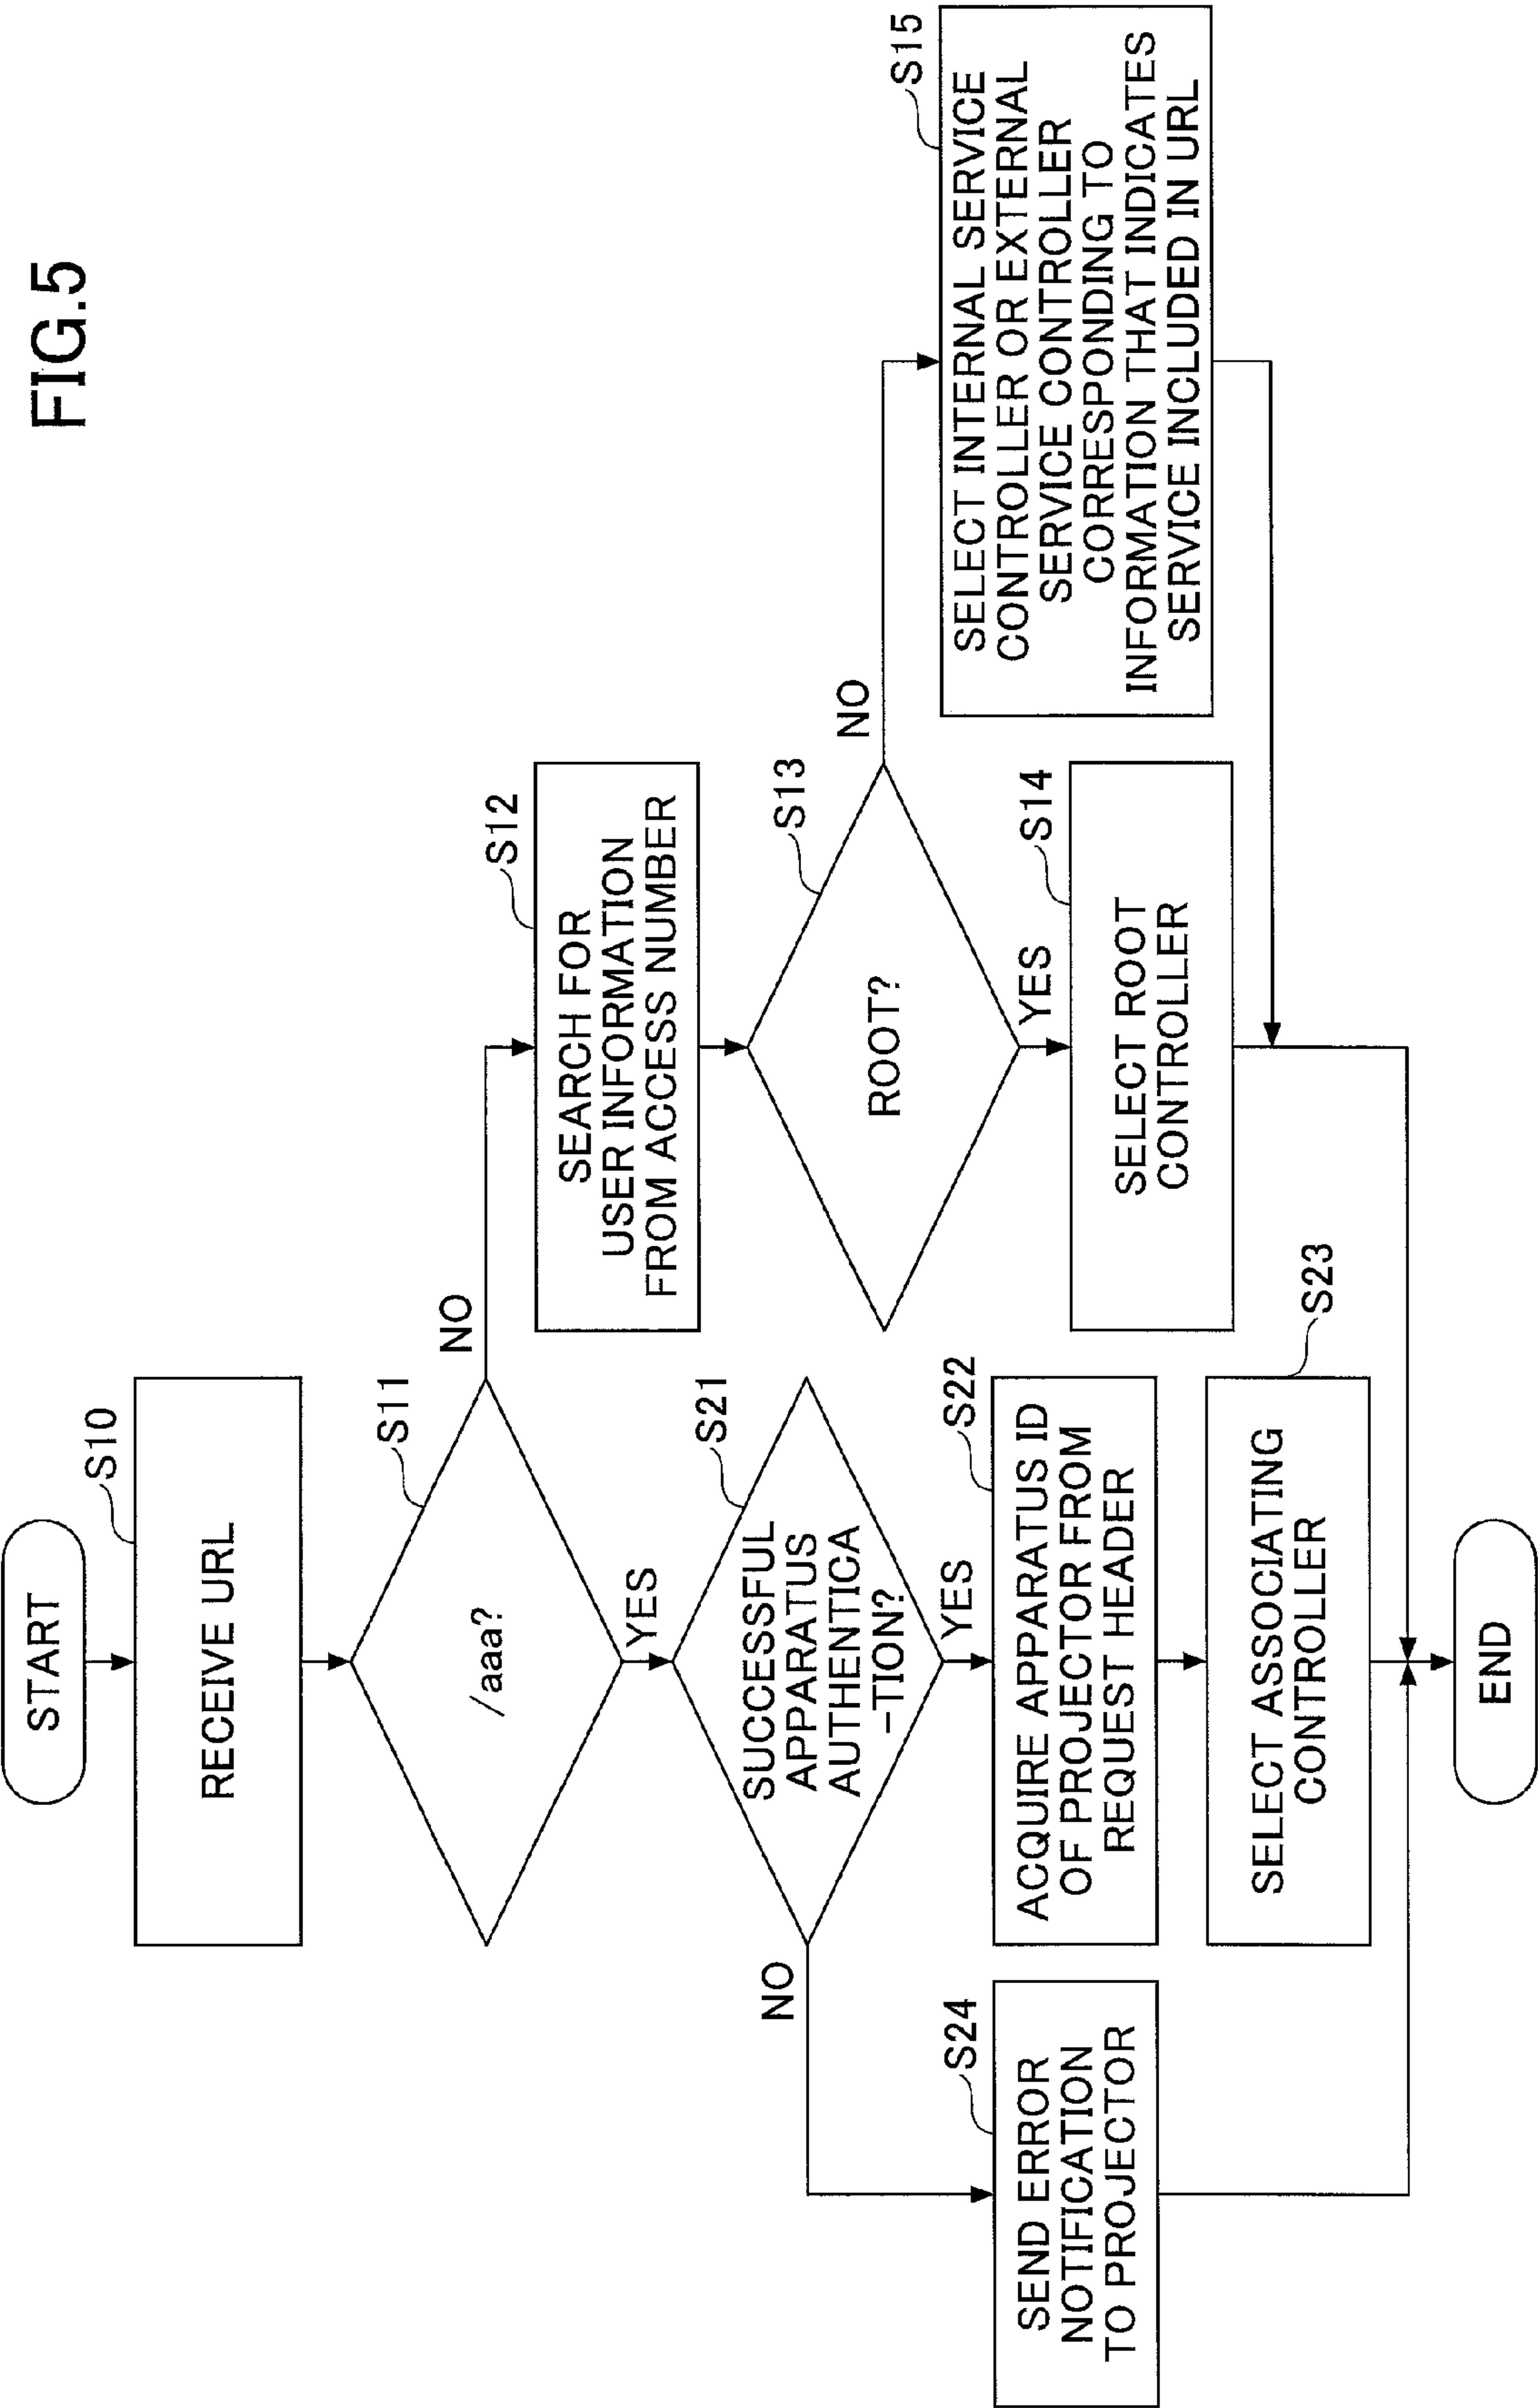 FIG.5
START
S10
RECEIVE URL
S11
/aaa?
NO
YES
S12
SEARCH FOR
USER INFORMATION
FROM ACCESS NUMBER
S13
ROOT?
NO
YES
S14
SELECT ROOT
CONTROLLER
S15
SELECT INTERNAL SERVICE
CONTROLLER OR EXTERNAL
SERVICE CONTROLLER
CORRESPONDING TO
INFORMATION THAT INDICATES
SERVICE INCLUDED IN URL
S21
SUCCESSFUL
APPARATUS
AUTHENTICA
-TION?
NO
YES
S22
ACQUIRE APPARATUS ID
OF PROJECTOR FROM
REQUEST HEADER
S23
SELECT ASSOCIATING
CONTROLLER
S24
SEND ERROR
NOTIFICATION
TO PROJECTOR
END